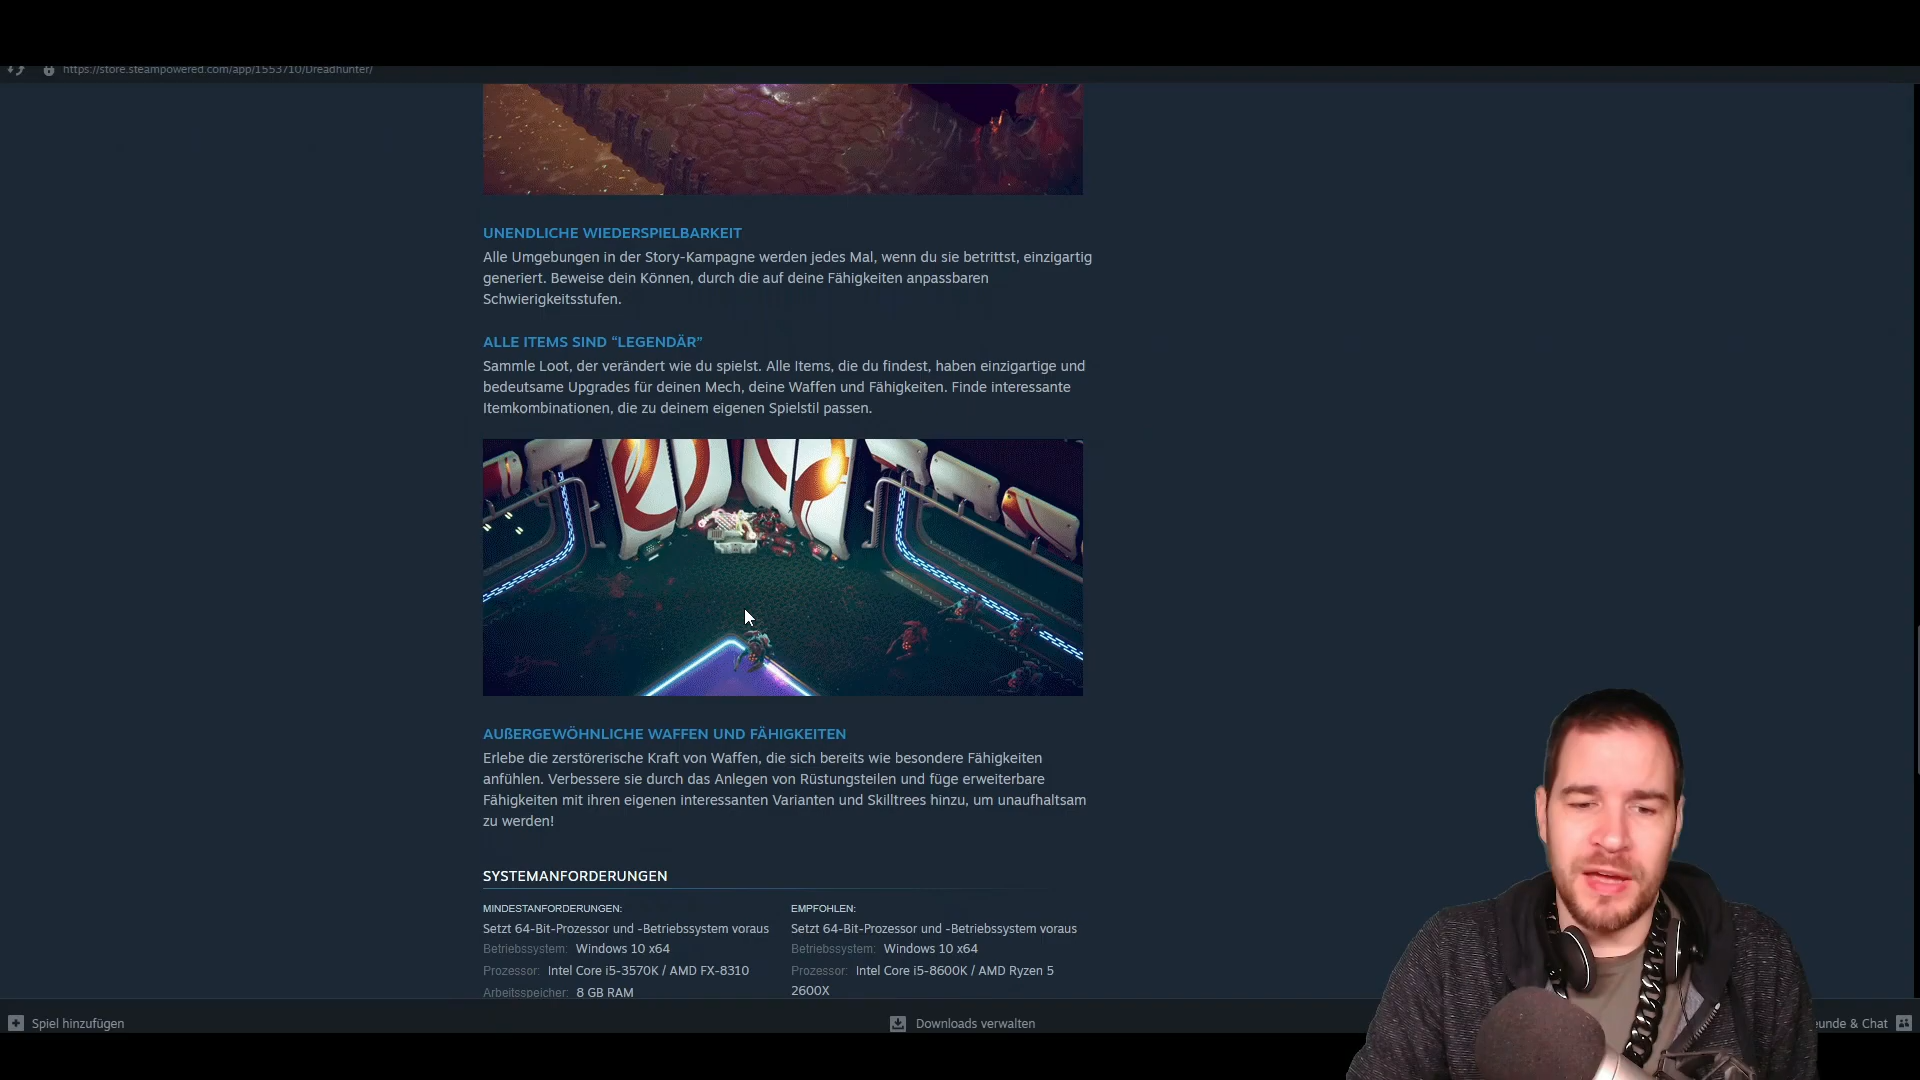 https://store.steampowered.com/app/1553710/Dreadhunter/
UNENDLICHE WIEDERSPIELBARKEIT
Alle Umgebungen in der Story-Kampagne werden jedes Mal, wenn du sie betrittst, einzigartig
generiert. Beweise dein Können, durch die auf deine Fähigkeiten anpassbaren
Schwierigkeitsstufen.
ALLE ITEMS SIND “LEGENDÄR”
Sammle Loot, der verändert wie du spielst. Alle Items, die du findest, haben einzigartige und
bedeutsame Upgrades für deinen Mech, deine Waffen und Fähigkeiten. Finde interessante
Itemkombinationen, die zu deinem eigenen Spielstil passen.
AUßERGEWÖHNLICHE WAFFEN UND FÄHIGKEITEN
Erlebe die zerstörerische Kraft von Waffen, die sich bereits wie besondere Fähigkeiten
anfühlen. Verbessere sie durch das Anlegen von Rüstungsteilen und füge erweiterbare
Fähigkeiten mit ihren eigenen interessanten Varianten und Skilltrees hinzu, um unaufhaltsam
zu werden!
SYSTEMANFORDERUNGEN
MINDESTANFORDERUNGEN:
Setzt 64-Bit-Prozessor und -Betriebssystem voraus
Betriebssystem: Windows 10 x64
Prozessor: Intel Core i5-3570K / AMD FX-8310
Arbeitsspeicher: 8 GB RAM
EMPFOHLEN:
Setzt 64-Bit-Prozessor und -Betriebssystem voraus
Betriebssystem: Windows 10 x64
Prozessor: Intel Core i5-8600K / AMD Ryzen 5
2600X
Spiel hinzufügen
Downloads verwalten
unde & Chat